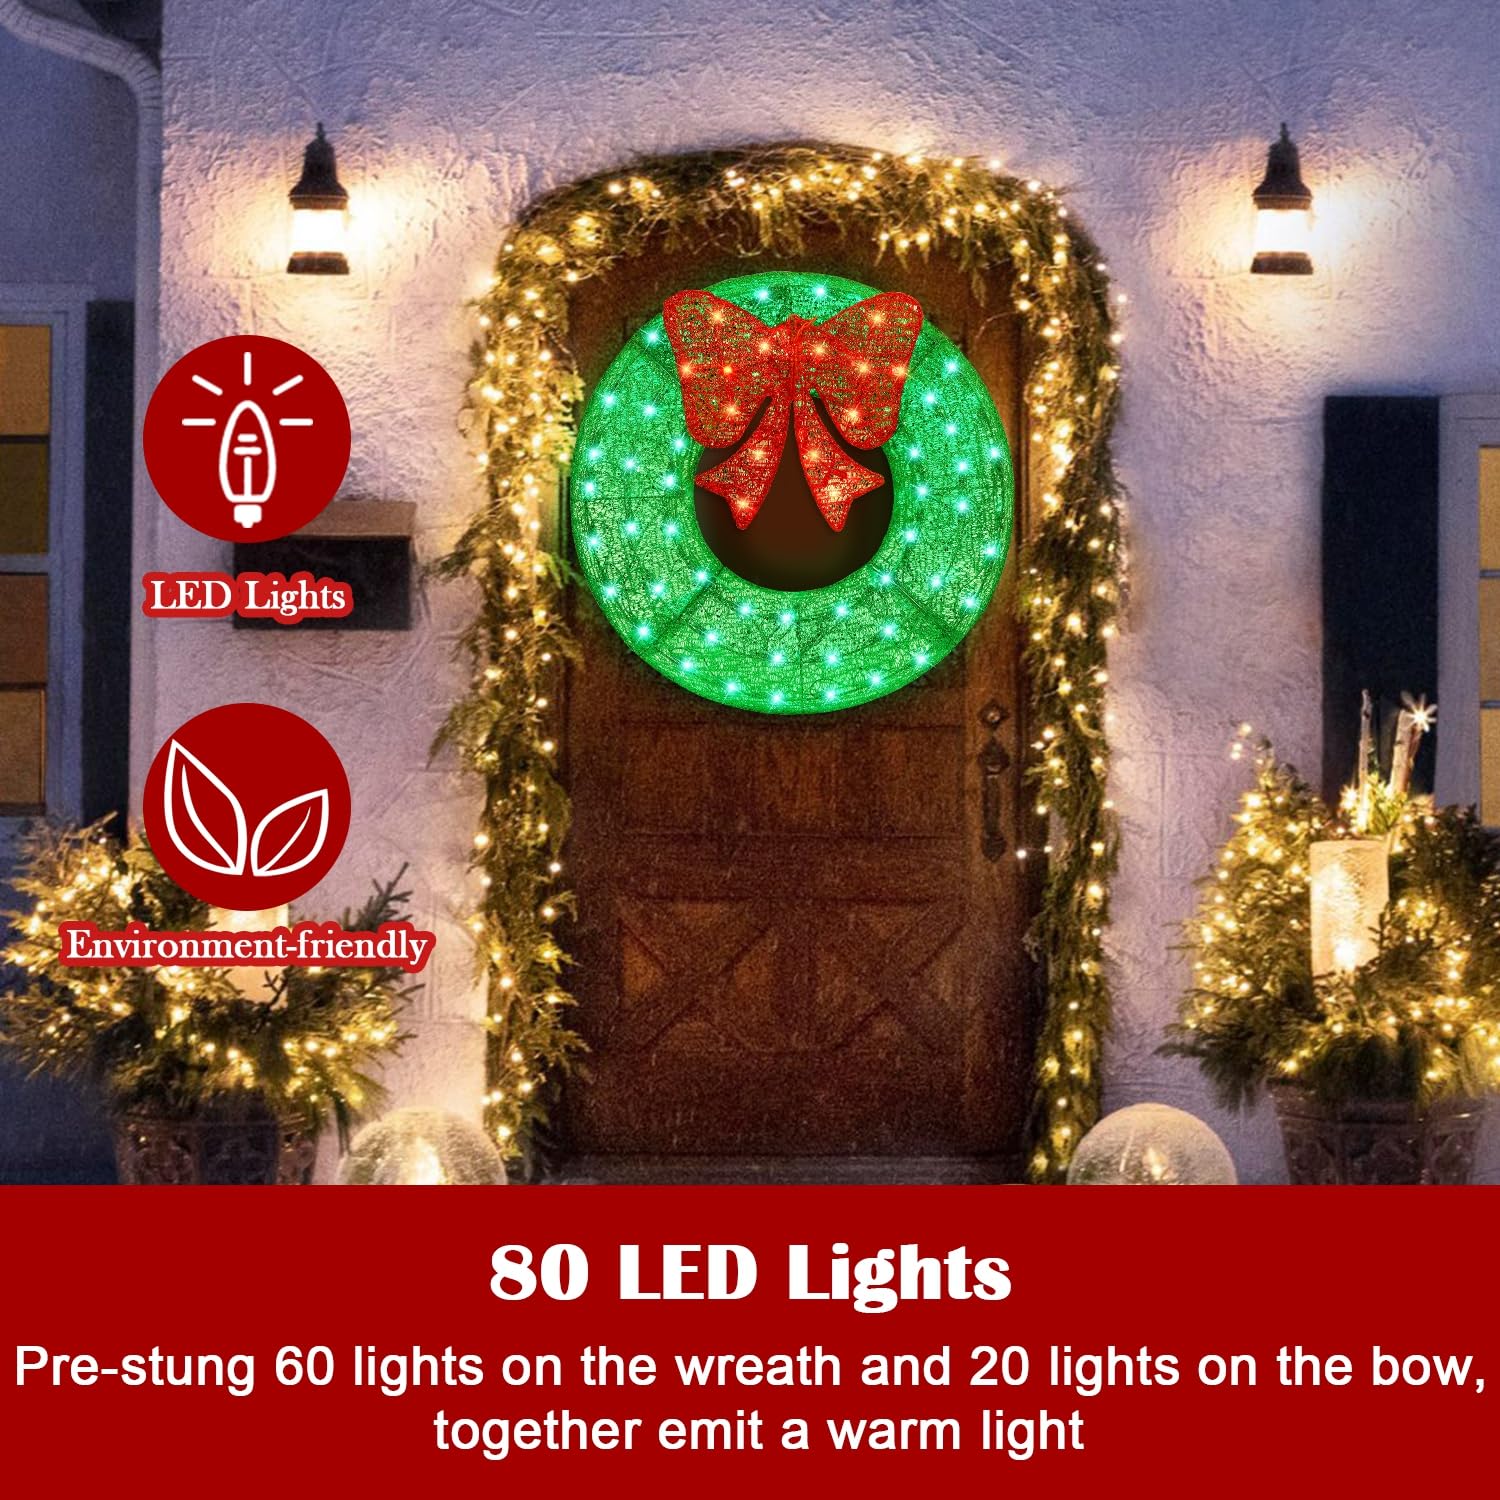 LED Lights
Environment-friendly
80 LED Lights
Pre-stung 60 lights on the wreath and 20 lights on the bow,
together emit a warm light